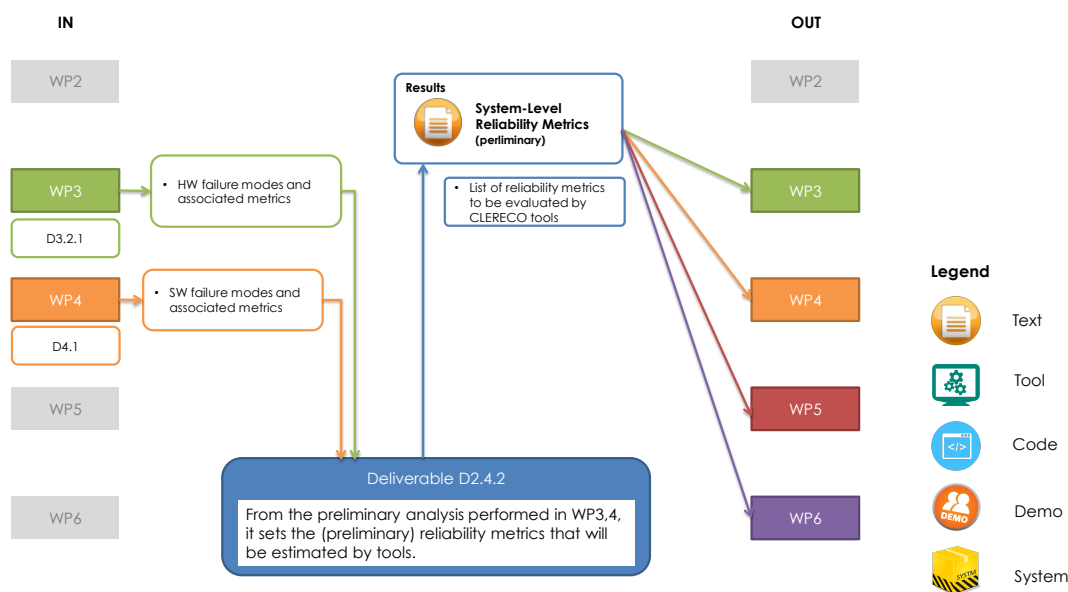 IN
OUT
WP2
WP2
Results
System-Level
Reliability Metrics
(perliminary)
WP3
• HW failure modes and
associated metrics
• List of reliability metrics
to be evaluated by
CLERECO tools
WP3
D3.2.1
WP4
• SW failure modes and
associated metrics
WP4
D4.1
WP5
WP5
WP6
Deliverable D2.4.2
From the preliminary analysis performed in WP3,4,
it sets the (preliminary) reliability metrics that will
be estimated by tools.
WP6
Legend
Text
Tool
</>
Code
DEMO
Demo
SYSTM
System